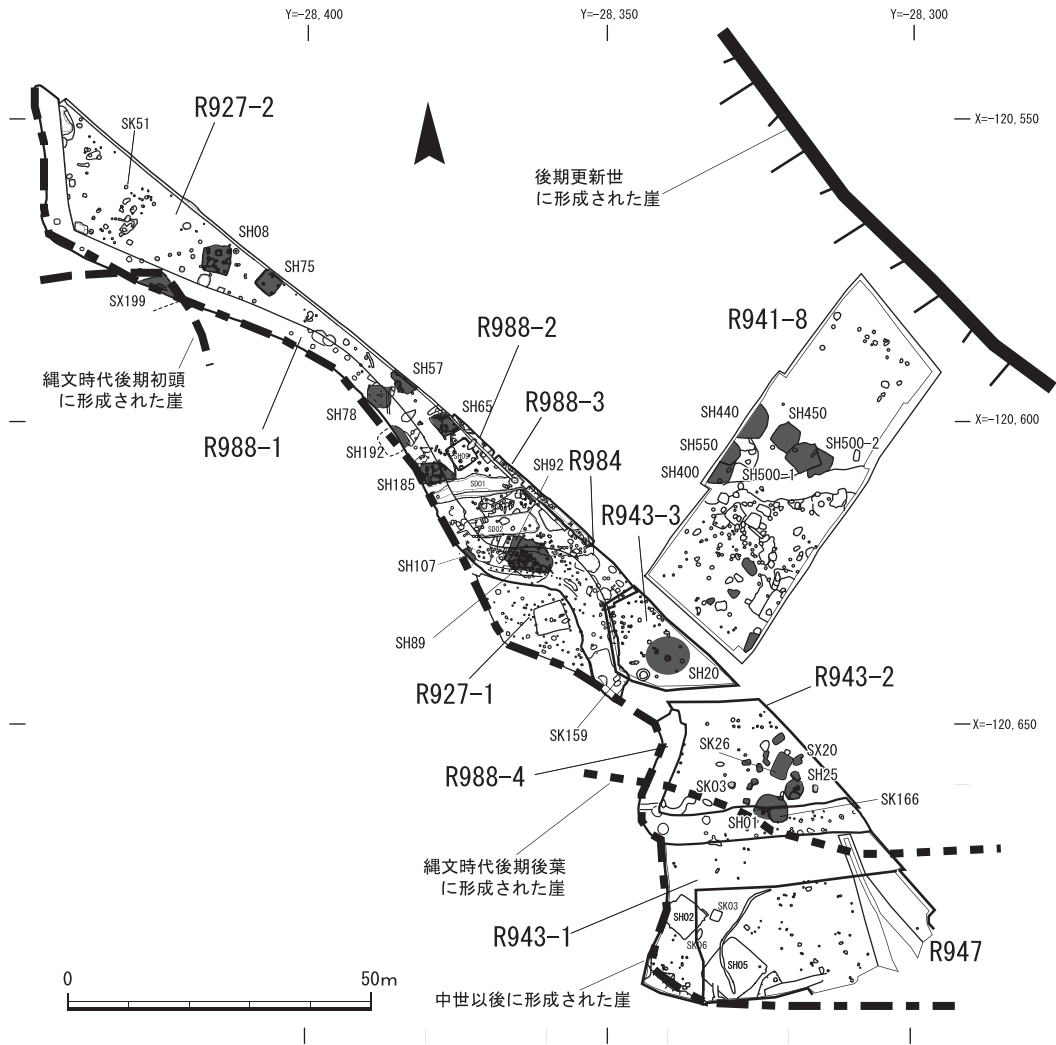 Y=-28,400
Y=-28,350
Y=-28,300
X=-120,550
R927-2
SK51
後期更新世
に形成された崖
SH08
SH75
SX199
R941-8
R988-2
縄文時代後期初頭
に形成された崖
SH57
R988-3
SH65
SH78
R988-1
SH440
SH450
X=-120,600
SH192
SH09
SH92
R984
SH550
SH500-2
SH400
SH500-1
SH185
SD01
R943-3
SD02
SH107
SH89
SH20
R927-1
R943-2
SK159
X=-120,650
SK26
SX20
SH25
R988-4
SK03
SK166
SH01
縄文時代後期後葉
に形成された崖
SH02
SK03
R943-1
SK06
SH05
R947
0
50m
中世以後に形成された崖